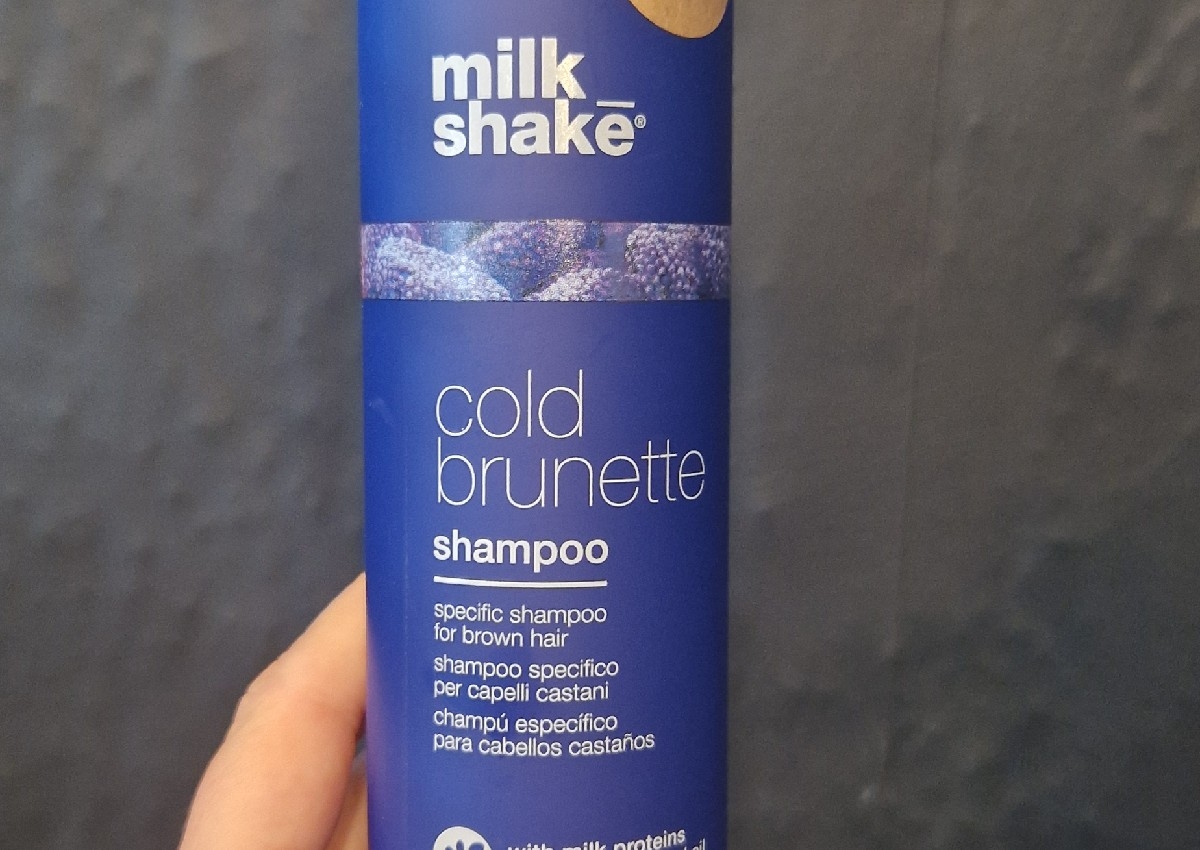 milk
shake®
cold
brunette
shampoo
specific shampoo
for brown hair
shampoo specifico
per capelli castani
champú específico
para cabellos castaños
with milk proteins
oil